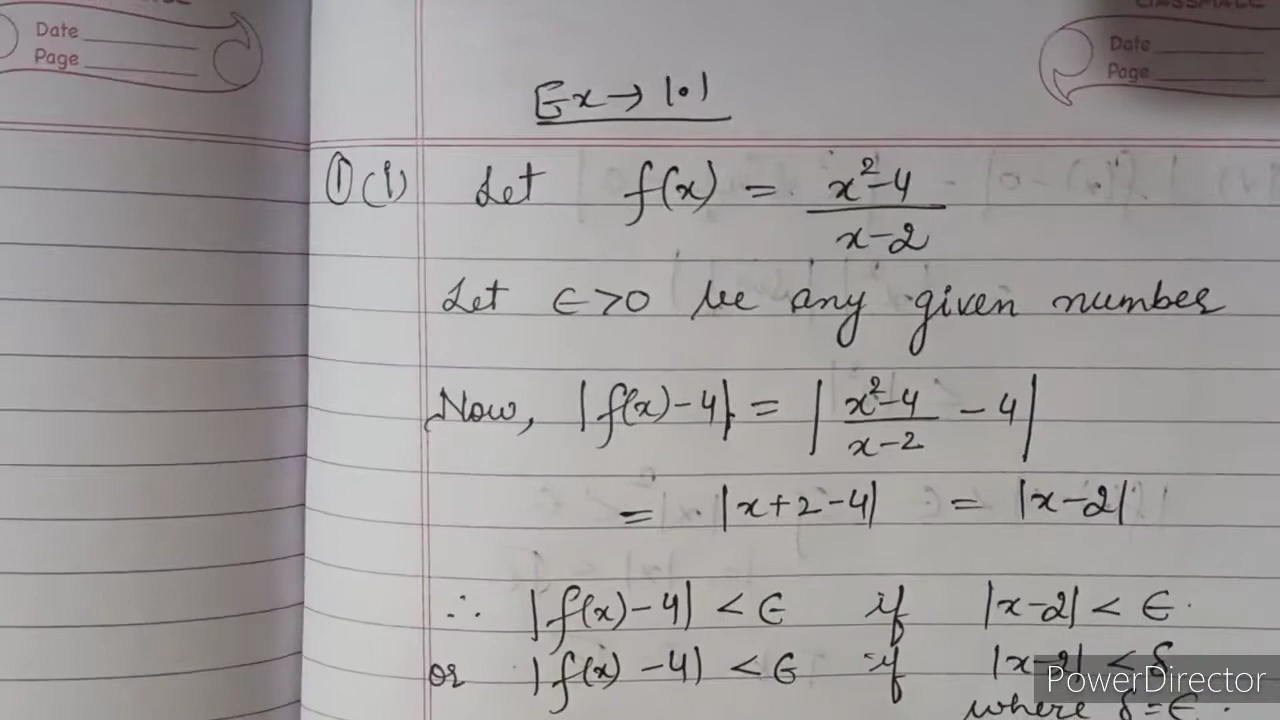 Date
Page
CLASSMATE
Date
Page
Ex → 1.1
① (i) Let f(x) = x²-4 / x-2
Let ϵ>0 be any given number
Now, |f(x)-4| = | x²-4 / x-2 - 4 |
= |x+2-4| = |x-2|
∴ |f(x)-4| < ϵ if |x-2| < ϵ.
or |f(x)-4| < ϵ if |x-2| < δ
where δ=ϵ.
PowerDirector